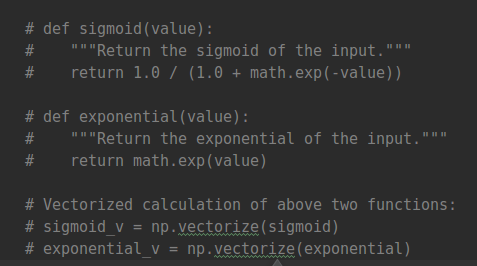 # def sigmoid(value):
#    """Return the sigmoid of the input."""
#    return 1.0 / (1.0 + math.exp(-value))

# def exponential(value):
#    """Return the exponential of the input."""
#    return math.exp(value)

# Vectorized calculation of above two functions:
# sigmoid_v = np.vectorize(sigmoid)
# exponential_v = np.vectorize(exponential)